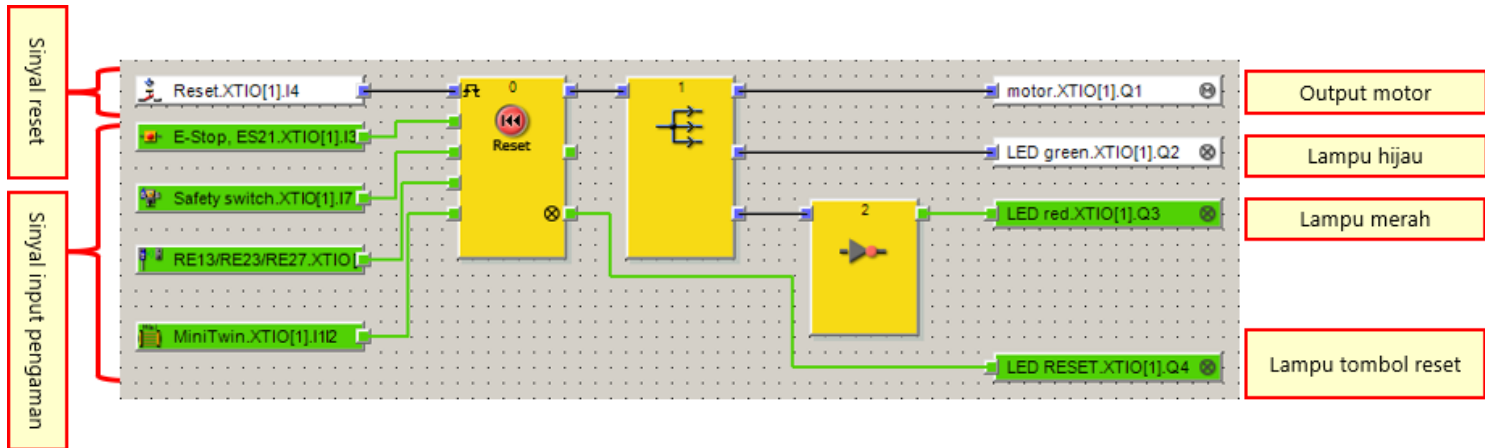 Sinyal reset
Sinyal input pengaman
Reset.XTIO[1].I4
E-Stop, ES21.XTIO[1].I3
Safety switch.XTIO[1].I7
RE13/RE23/RE27.XTIO[
MiniTwin.XTIO[1].I1I2
0
Reset
1
2
motor.XTIO[1].Q1
LED green.XTIO[1].Q2
LED red.XTIO[1].Q3
LED RESET.XTIO[1].Q4
Output motor
Lampu hijau
Lampu merah
Lampu tombol reset